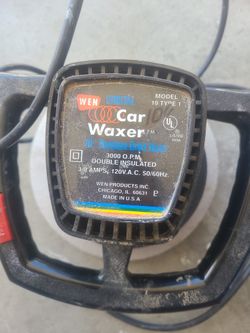 WEN
MODEL
10 TYPE 1
Car
Waxer
UL
3000 O.P.M.
DOUBLE INSULATED
120V A.C. 50/60Hz.
WEN PRODUCTS INC.
CHICAGO, IL 60631
MADE IN U.S.A